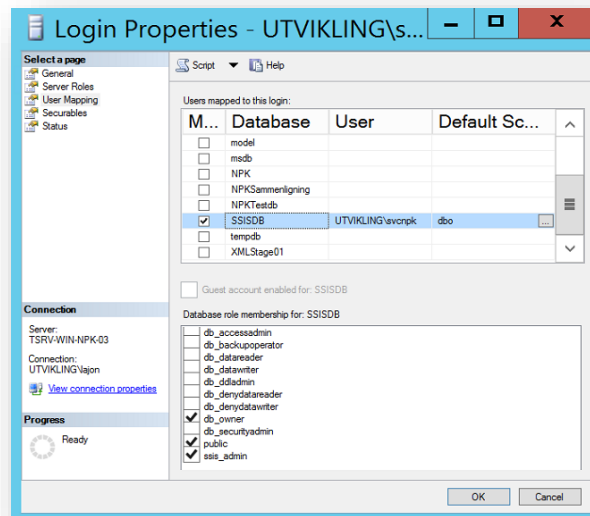 Login Properties - UTVIKLING\s...
Select a page
General
Server Roles
User Mapping
Securables
Status
Script Help
Users mapped to this login:
M... Database User Default Sc...
model
msdb
NPK
NPKSammenligning
NPKTestdb
SSISDB UTVIKLING\svcnpk dbo ...
tempdb
XMLStage01
Guest account enabled for: SSISDB
Database role membership for: SSISDB
db_accessadmin
db_backupoperator
db_datareader
db_datawriter
db_ddladmin
db_denydatareader
db_denydatawriter
db_owner
db_securityadmin
public
ssis_admin
Connection
Server:
TSRV-WIN-NPK-03
Connection:
UTVIKLING\lajon
View connection properties
Progress
Ready
OK Cancel